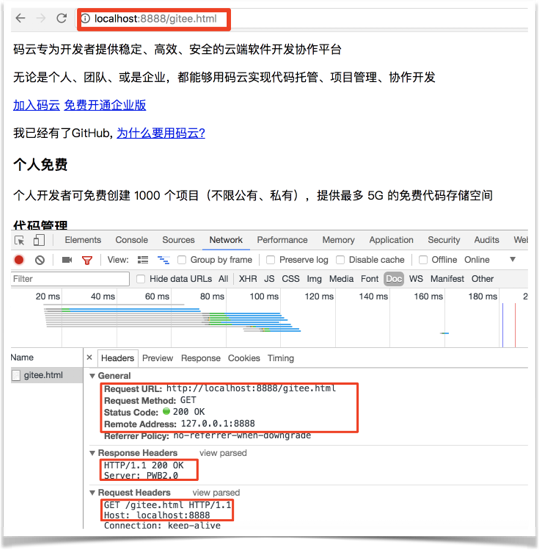 localhost:8888/gitee.html
码云专为开发者提供稳定、高效、安全的云端软件开发协作平台
无论是个人、团队、或是企业，都能够用码云实现代码托管、项目管理、协作开发
加入码云 免费开通企业版
我已经有了GitHub, 为什么要用码云?
个人免费
个人开发者可免费创建 1000 个项目（不限公有、私有），提供最多 5G 的免费代码存储空间
代码管理
Elements Console Sources Network Performance Memory Application Security Audits We
View: Group by frame Preserve log Disable cache Offline Online
Filter Hide data URLs All XHR JS CSS Img Media Font Doc WS Manifest Other
20 ms 40 ms 60 ms 80 ms 100 ms 120 ms 140 ms 160 ms 180 ms 2
Name Headers Preview Response Cookies Timing
gitee.html
General
Request URL: http://localhost:8888/gitee.html
Request Method: GET
Status Code: 200 OK
Remote Address: 127.0.0.1:8888
Referrer Policy: no-referrer-when-downgrade
Response Headers view parsed
HTTP/1.1 200 OK
Server: PWB2.0
Request Headers view parsed
GET /gitee.html HTTP/1.1
Host: localhost:8888
Connection: keep-alive